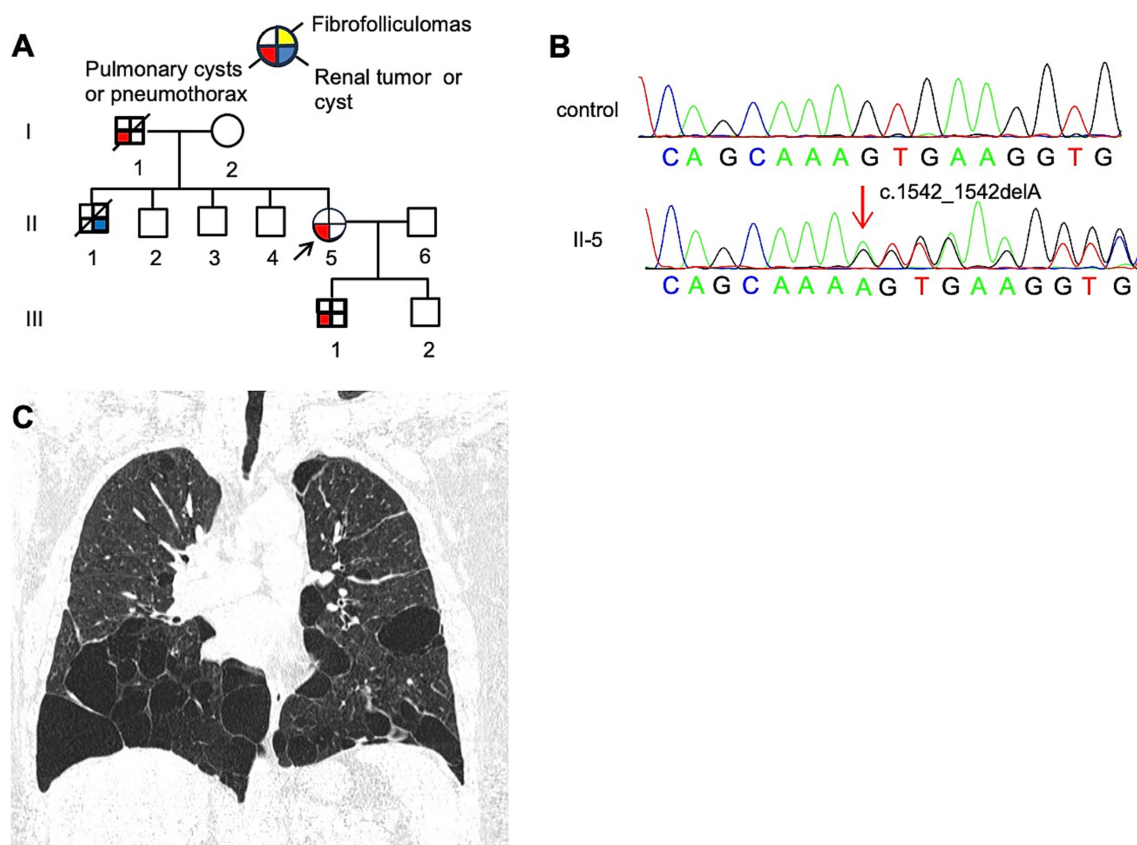 A
Fibrofolliculomas
Pulmonary cysts
or pneumothorax
Renal tumor or
cyst
I
1
2
II
1 2 3 4 5 6
III
1 2
B
control
C A G C A A A G T G A A G G T G
c.1542_1542delA
II-5
C A G C A A A A G T G A A G G T G
C